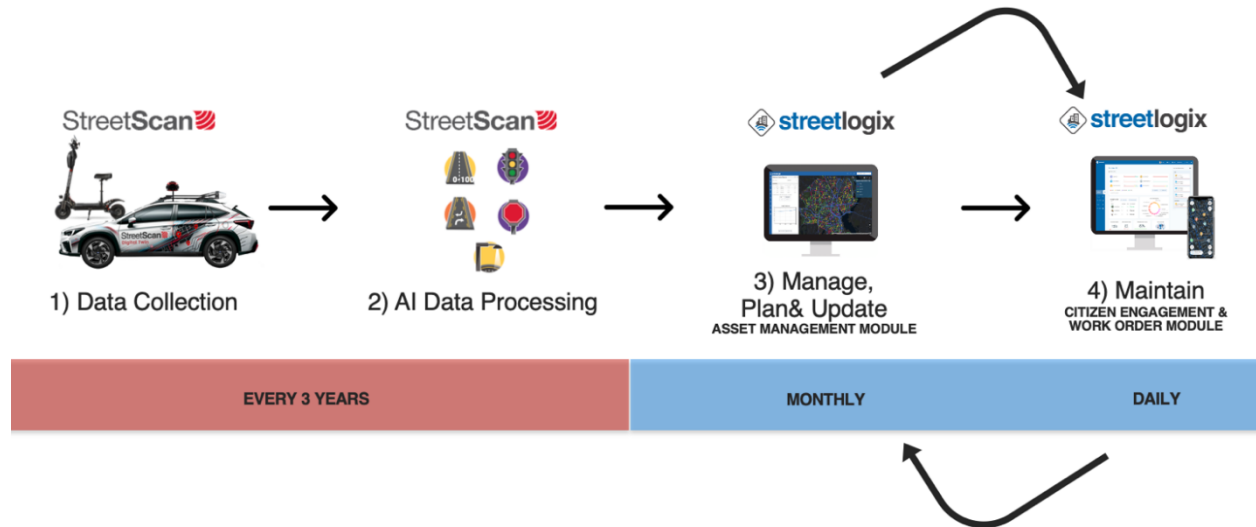 StreetScan
StreetScan
streetlogix
streetlogix
0-100
StreetScan
1) Data Collection
2) AI Data Processing
3) Manage,
Plan& Update
ASSET MANAGEMENT MODULE
4) Maintain
CITIZEN ENGAGEMENT &
WORK ORDER MODULE
EVERY 3 YEARS
MONTHLY
DAILY